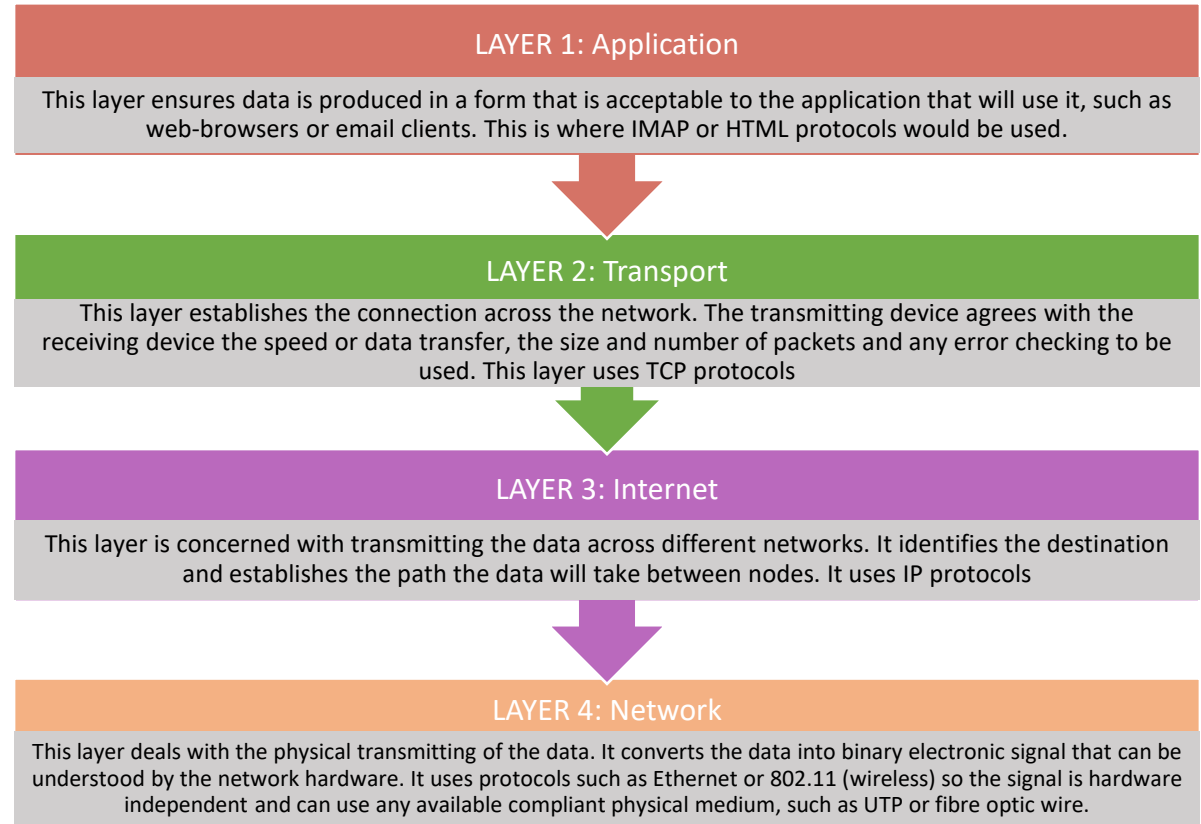 LAYER 1: Application
This layer ensures data is produced in a form that is acceptable to the application that will use it, such as
web-browsers or email clients. This is where IMAP or HTML protocols would be used.
LAYER 2: Transport
This layer establishes the connection across the network. The transmitting device agrees with the
receiving device the speed or data transfer, the size and number of packets and any error checking to be
used. This layer uses TCP protocols
LAYER 3: Internet
This layer is concerned with transmitting the data across different networks. It identifies the destination
and establishes the path the data will take between nodes. It uses IP protocols
LAYER 4: Network
This layer deals with the physical transmitting of the data. It converts the data into binary electronic signal that can be
understood by the network hardware. It uses protocols such as Ethernet or 802.11 (wireless) so the signal is hardware
independent and can use any available compliant physical medium, such as UTP or fibre optic wire.